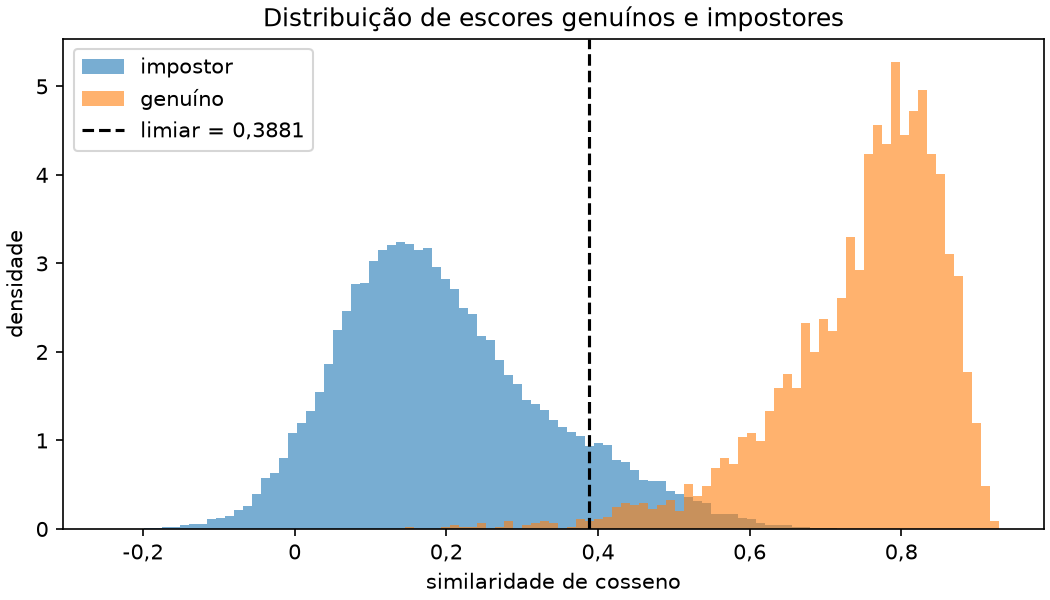 Distribuição de escores genuínos e impostores
impostor
genuíno
limiar = 0,3881
densidade
5
4
3
2
1
0
-0,2
0
0,2
0,4
0,6
0,8
similaridade de cosseno